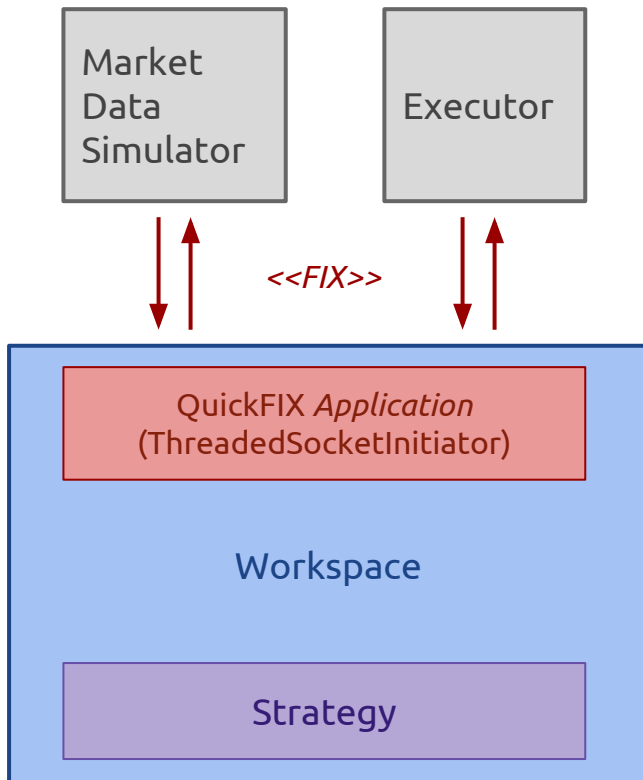 Market
Data
Simulator
Executor
<<FIX>>
QuickFIX Application
(ThreadedSocketInitiator)
Workspace
Strategy